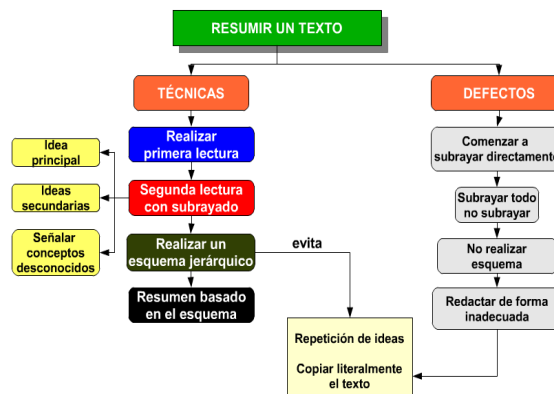 RESUMIR UN TEXTO
TÉCNICAS
DEFECTOS
Realizar
primera lectura
Comenzar a
subrayar directamente
Idea
principal
Segunda lectura
con subrayado
Ideas
secundarias
Subrayar todo
no subrayar
Señalar
conceptos
desconocidos
Realizar un
esquema jerárquico
evita
No realizar
esquema
Resumen basado
en el esquema
Redactar de forma
inadecuada
Repetición de ideas
Copiar literalmente
el texto